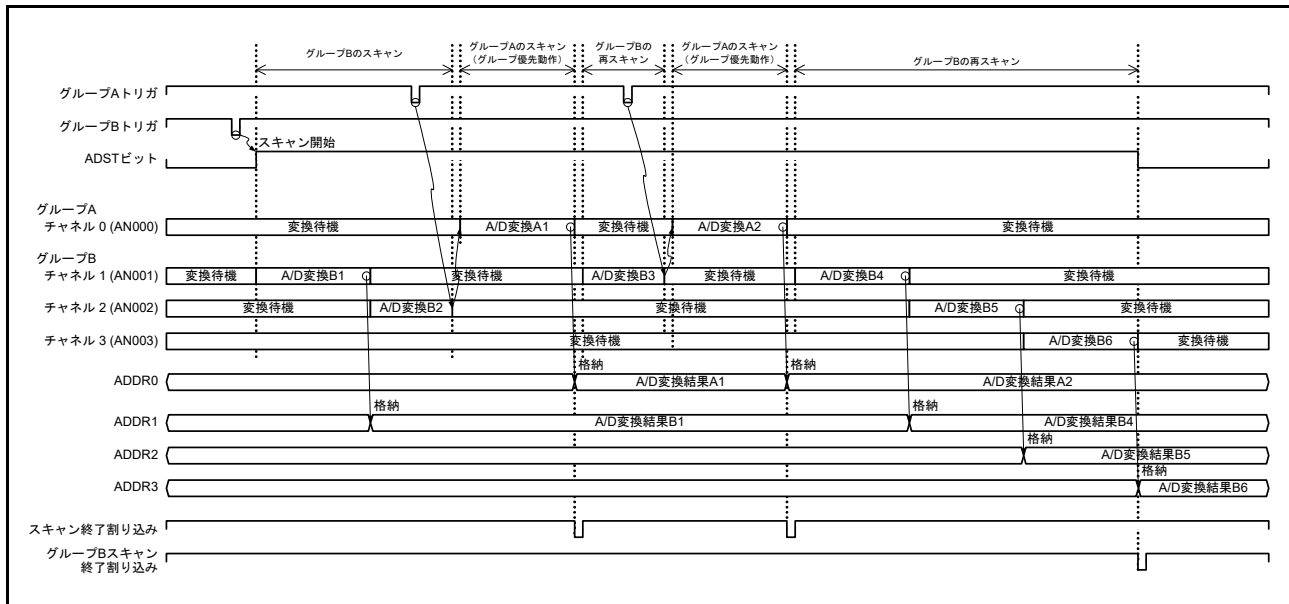 グループBのスキャン
グループAのスキャン
(グループ優先動作)
グループBの
再スキャン
グループAのスキャン
(グループ優先動作)
グループBの再スキャン
グループAトリガ
グループBトリガ
スキャン開始
ADSTビット
グループA
チャネル 0 (AN000)
変換待機
A/D変換A1
変換待機
A/D変換A2
変換待機
グループB
チャネル 1 (AN001)
変換待機
A/D変換B1
変換待機
A/D変換B3
変換待機
A/D変換B4
変換待機
チャネル 2 (AN002)
変換待機
A/D変換B2
変換待機
A/D変換B5
変換待機
チャネル 3 (AN003)
変換待機
A/D変換B6
変換待機
格納
格納
ADDR0
A/D変換結果A1
A/D変換結果A2
格納
格納
ADDR1
A/D変換結果B1
A/D変換結果B4
格納
ADDR2
A/D変換結果B5
格納
ADDR3
A/D変換結果B6
スキャン終了割り込み
グループBスキャン
終了割り込み